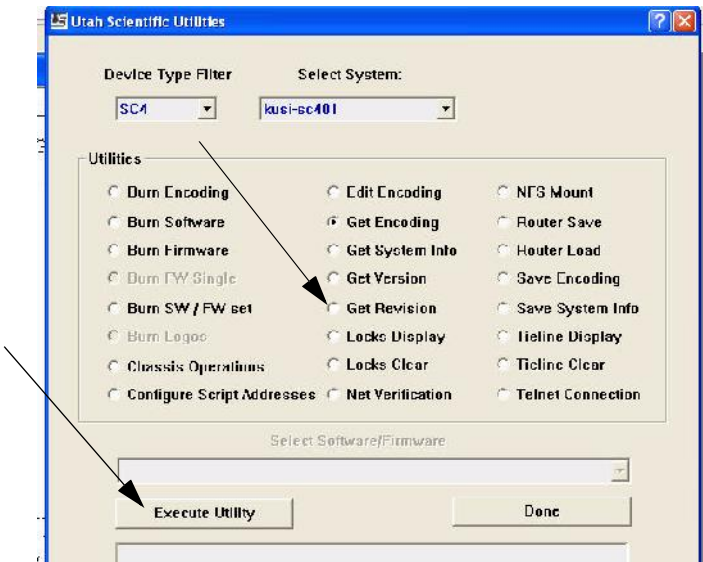 Utah Scientific Utilities
Device Type Filter
Select System:
SC4
kusi-sc401
Utilities
Burn Encoding
Edit Encoding
NFS Mount
Burn Software
Get Encoding
Router Save
Burn Firmware
Get System Info
Router Load
Burn FW Single
Get Version
Save Encoding
Burn SW / FW set
Get Revision
Save System Info
Burn Logos
Locks Display
Tieline Display
Chassis Operations
Locks Clear
Tieline Clear
Configure Script Addresses
Net Verification
Telnet Connection
Select Software/Firmware
Execute Utility
Done